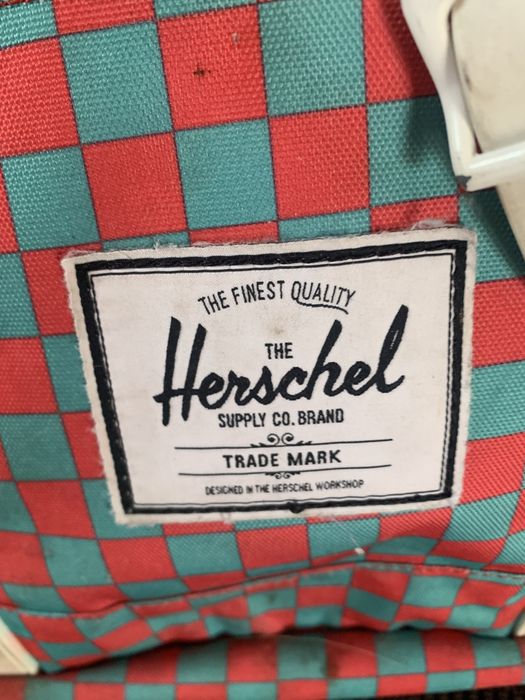 THE FINEST QUALITY
THE
Herschel
SUPPLY CO. BRAND
TRADE MARK
DESIGNED IN THE HERSCHEL WORKSHOP